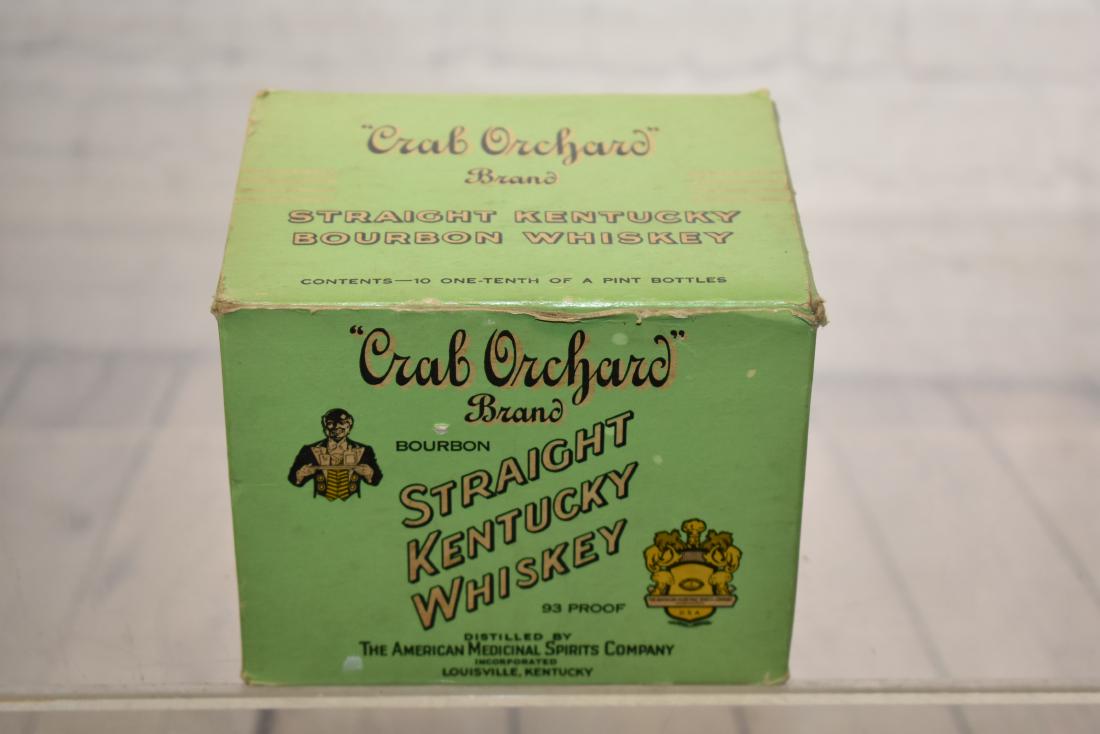 "Crab Orchard"
Brand
STRAIGHT KENTUCKY
BOURBON WHISKEY
CONTENTS—10 ONE-TENTH OF A PINT BOTTLES
"Crab Orchard"
Brand
BOURBON
STRAIGHT
KENTUCKY
WHISKEY
93 PROOF
U.S.A.
DISTILLED BY
THE AMERICAN MEDICINAL SPIRITS COMPANY
INCORPORATED
LOUISVILLE, KENTUCKY